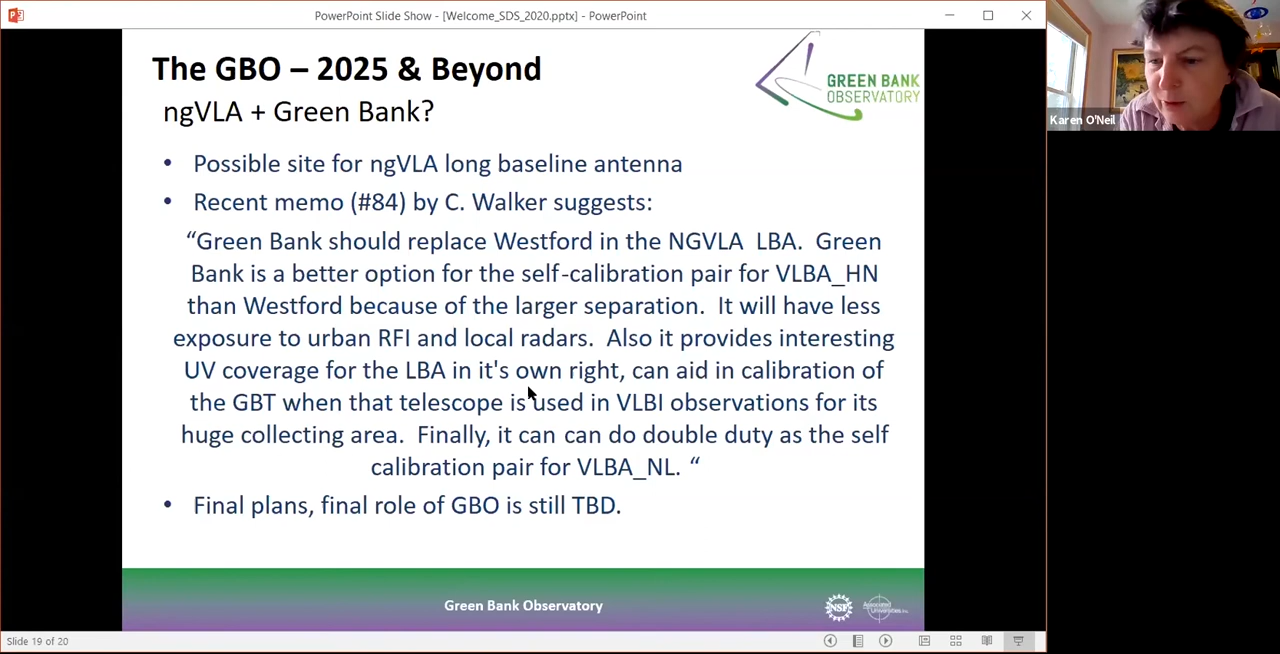 PowerPoint Slide Show - [Welcome_SDS_2020.pptx] - PowerPoint
The GBO – 2025 & Beyond
ngVLA + Green Bank?
GREEN BANK
OBSERVATORY
Karen O'Neil
• Possible site for ngVLA long baseline antenna
• Recent memo (#84) by C. Walker suggests:
“Green Bank should replace Westford in the NGVLA LBA. Green
Bank is a better option for the self-calibration pair for VLBA_HN
than Westford because of the larger separation. It will have less
exposure to urban RFI and local radars. Also it provides interesting
UV coverage for the LBA in it's own right, can aid in calibration of
the GBT when that telescope is used in VLBI observations for its
huge collecting area. Finally, it can can do double duty as the self
calibration pair for VLBA_NL. “
• Final plans, final role of GBO is still TBD.
Green Bank Observatory
NSF
Associated
Universities, Inc.
Slide 19 of 20